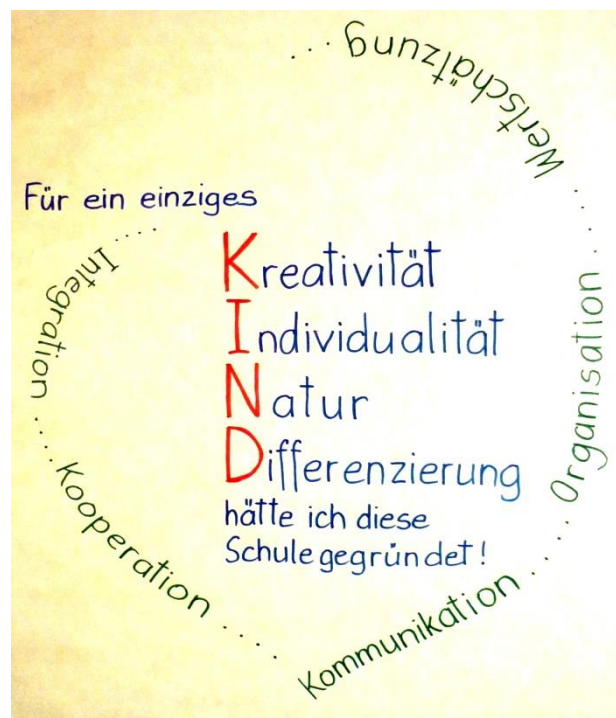 Wertschätzung ...
Für ein einziges
Kreativität
Individualität
Natur
Differenzierung
hätte ich diese
Schule gegründet!
..... Integration
.... Kooperation
.... Kommunikation
..... Organisation ....